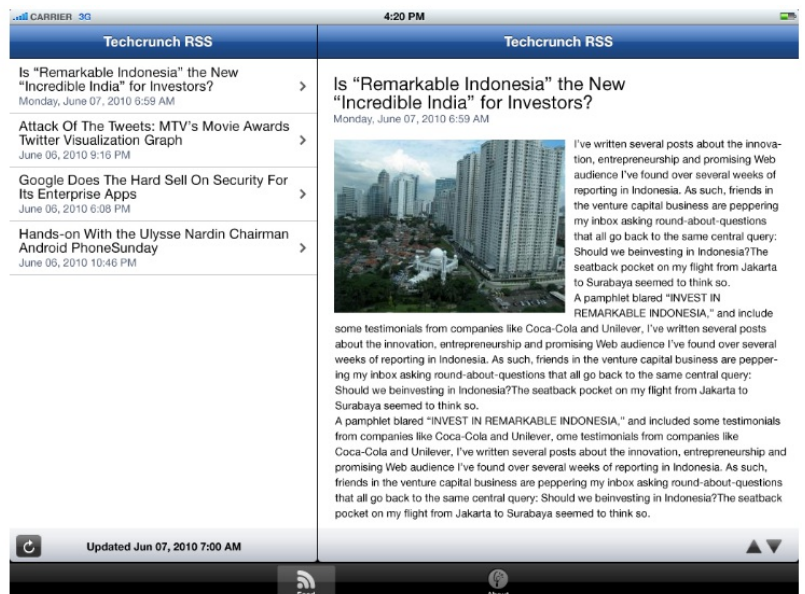 CARRIER 3G
4:20 PM
Techcrunch RSS
Techcrunch RSS
Is “Remarkable Indonesia” the New
“Incredible India” for Investors?
Monday, June 07, 2010 6:59 AM
Attack Of The Tweets: MTV's Movie Awards
Twitter Visualization Graph
June 06, 2010 9:16 PM
Google Does The Hard Sell On Security For
Its Enterprise Apps
June 06, 2010 6:08 PM
Hands-on With the Ulysse Nardin Chairman
Android PhoneSunday
June 06, 2010 10:46 PM
Updated Jun 07, 2010 7:00 AM
Is “Remarkable Indonesia” the New
“Incredible India” for Investors?
Monday, June 07, 2010 6:59 AM
I've written several posts about the innova-
tion, entrepreneurship and promising Web
audience I've found over several weeks of
reporting in Indonesia. As such, friends in
the venture capital business are peppering
my inbox asking round-about-questions
that all go back to the same central query:
Should we beinvesting in Indonesia?The
seatback pocket on my flight from Jakarta
to Surabaya seemed to think so.
A pamphlet blared “INVEST IN
REMARKABLE INDONESIA,” and include
some testimonials from companies like Coca-Cola and Unilever, I've written several posts
about the innovation, entrepreneurship and promising Web audience I've found over several
weeks of reporting in Indonesia. As such, friends in the venture capital business are pepper-
ing my inbox asking round-about-questions that all go back to the same central query:
Should we beinvesting in Indonesia?The seatback pocket on my flight from Jakarta to
Surabaya seemed to think so.
A pamphlet blared “INVEST IN REMARKABLE INDONESIA,” and included some testimonials
from companies like Coca-Cola and Unilever, ome testimonials from companies like
Coca-Cola and Unilever, I've written several posts about the innovation, entrepreneurship and
promising Web audience I've found over several weeks of reporting in Indonesia. As such,
friends in the venture capital business are peppering my inbox asking round-about-questions
that all go back to the same central query: Should we beinvesting in Indonesia?The seatback
pocket on my flight from Jakarta to Surabaya seemed to think so.